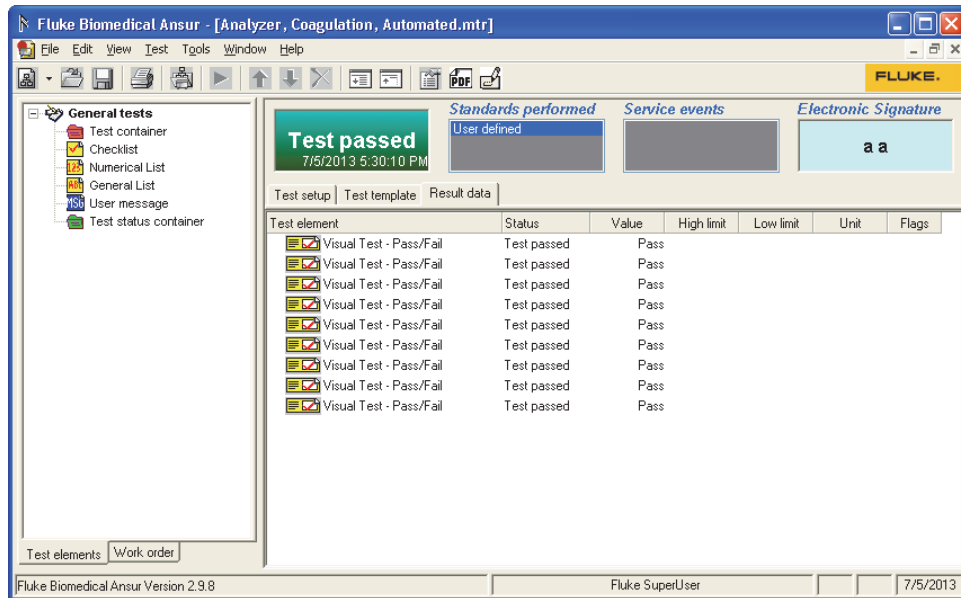 Fluke Biomedical Ansur - [Analyzer, Coagulation, Automated.mtr]
File Edit View Test Tools Window Help
PDF
FLUKE.
General tests
Test container
Checklist
123 Numerical List
ABC General List
MSG User message
Test status container
Test passed
7/5/2013 5:30:10 PM
Standards performed
User defined
Service events
Electronic Signature
a a
Test setup Test template Result data
Test element Status Value High limit Low limit Unit Flags
Visual Test - Pass/Fail Test passed Pass
Visual Test - Pass/Fail Test passed Pass
Visual Test - Pass/Fail Test passed Pass
Visual Test - Pass/Fail Test passed Pass
Visual Test - Pass/Fail Test passed Pass
Visual Test - Pass/Fail Test passed Pass
Visual Test - Pass/Fail Test passed Pass
Visual Test - Pass/Fail Test passed Pass
Visual Test - Pass/Fail Test passed Pass
Test elements Work order
Fluke Biomedical Ansur Version 2.9.8 Fluke SuperUser 7/5/2013